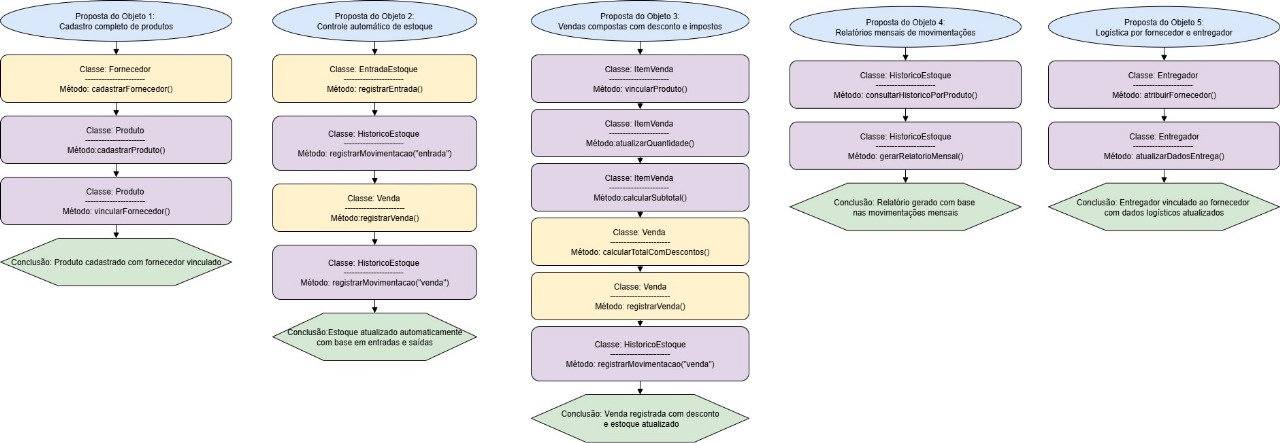 Proposta do Objeto 1:
Cadastro completo de produtos
Classe: Fornecedor
-----------------------
Método: cadastrarFornecedor()
Classe: Produto
-----------------------
Método:cadastrarProduto()
Classe: Produto
-----------------------
Método: vincularFornecedor()
Conclusão: Produto cadastrado com fornecedor vinculado
Proposta do Objeto 2:
Controle automático de estoque
Classe: EntradaEstoque
-----------------------
Método: registrarEntrada()
Classe: HistoricoEstoque
-----------------------
Método: registrarMovimentacao("entrada")
Classe: Venda
-----------------------
Método:registrarVenda()
Classe: HistoricoEstoque
-----------------------
Método: registrarMovimentacao("venda")
Conclusão:Estoque atualizado automaticamente
com base em entradas e saídas
Proposta do Objeto 3:
Vendas compostas com desconto e impostos
Classe: ItemVenda
-----------------------
Método: vincularProduto()
Classe: ItemVenda
-----------------------
Método:atualizarQuantidade()
Classe: ItemVenda
-----------------------
Método:calcularSubtotal()
Classe: Venda
-----------------------
Método: calcularTotalComDescontos()
Classe: Venda
-----------------------
Método: registrarVenda()
Classe: HistoricoEstoque
-----------------------
Método: registrarMovimentacao("venda")
Conclusão: Venda registrada com desconto
e estoque atualizado
Proposta do Objeto 4:
Relatórios mensais de movimentações
Classe: HistoricoEstoque
-----------------------
Método: consultarHistoricoPorProduto()
Classe: HistoricoEstoque
-----------------------
Método: gerarRelatorioMensal()
Conclusão: Relatório gerado com base
nas movimentações mensais
Proposta do Objeto 5:
Logística por fornecedor e entregador
Classe: Entregador
-----------------------
Método: atribuirFornecedor()
Classe: Entregador
-----------------------
Método: atualizarDadosEntrega()
Conclusão: Entregador vinculado ao fornecedor
com dados logísticos atualizados